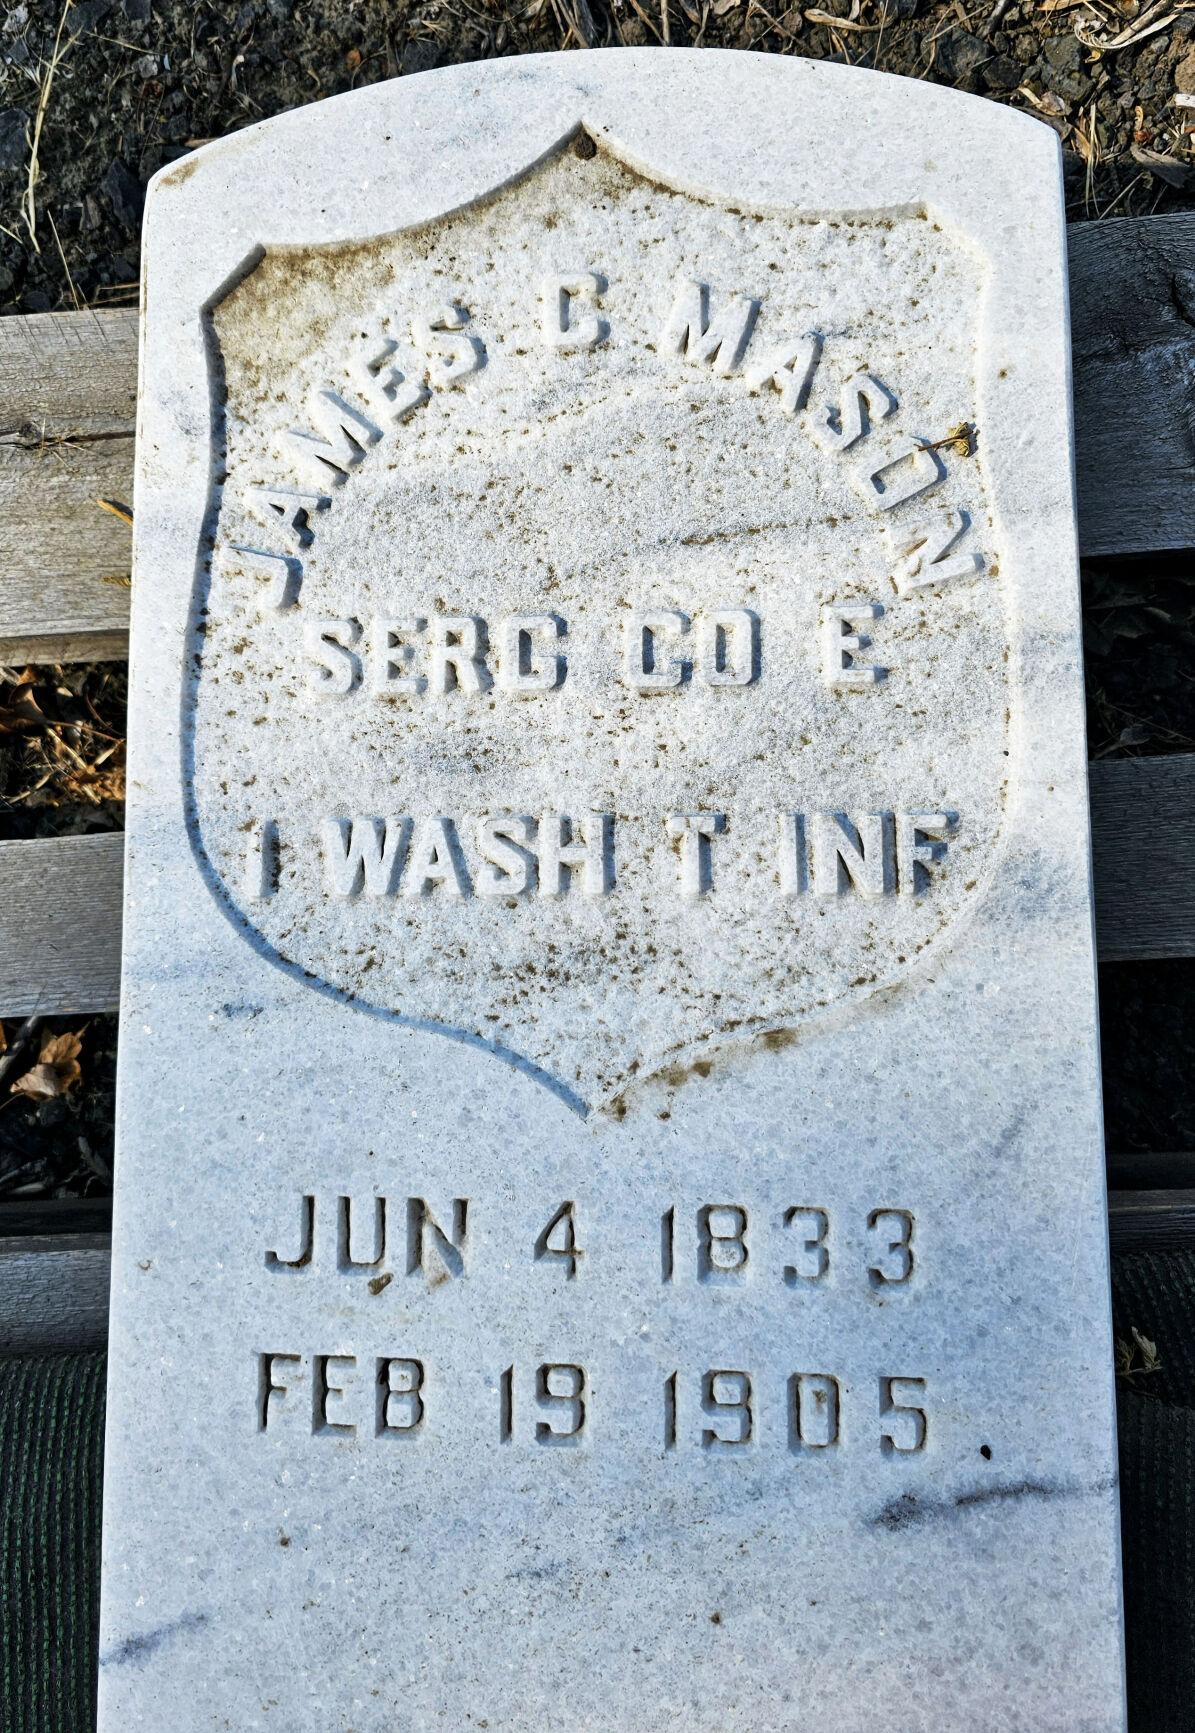 JAMES C MASON
SERG CO E
1 WASH T INF
JUN 4 1833
FEB 19 1905